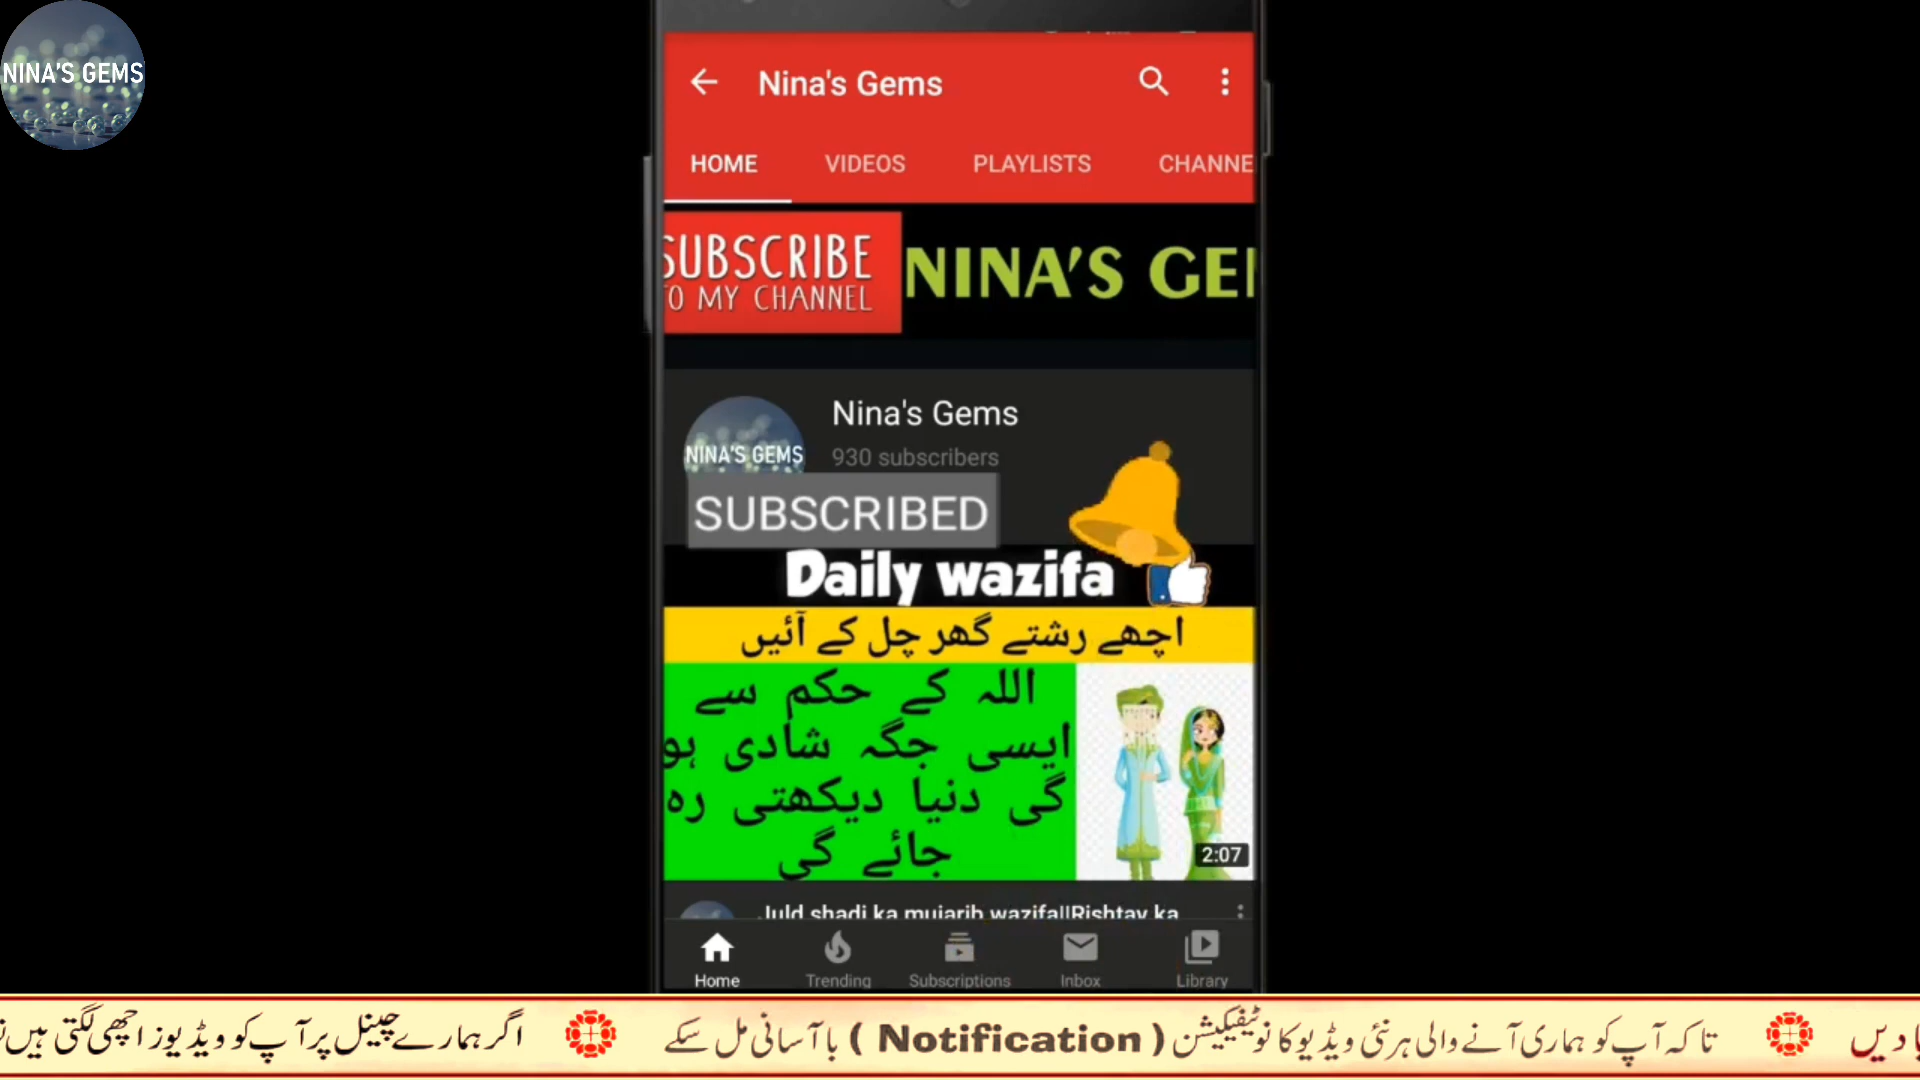 NINA'S GEMS
Nina's Gems
HOME VIDEOS PLAYLISTS CHANNE
SUBSCRIBE
TO MY CHANNEL
NINA'S GE
Nina's Gems
NINA'S GEMS
930 subscribers
SUBSCRIBED
Daily wazifa
اچھے رشتے گھر چل کے آئیں
اللہ کے حکم سے
ایسی جگہ شادی ہو
گی دنیا دیکھتی رہ
جائے گی
2:07
Juld shadi ka mujarib wazifa||Rishtay ka
Home Trending Subscriptions Inbox Library
دیں
تا کہ آپ کو ہماری آنے والی ہر نئی ویڈیو کا نوٹیفیکیشن ( Notification ) با آسانی مل سکے
اگر ہمارے چینل پر آپ کو ویڈیوز اچھی لگتی ہیں